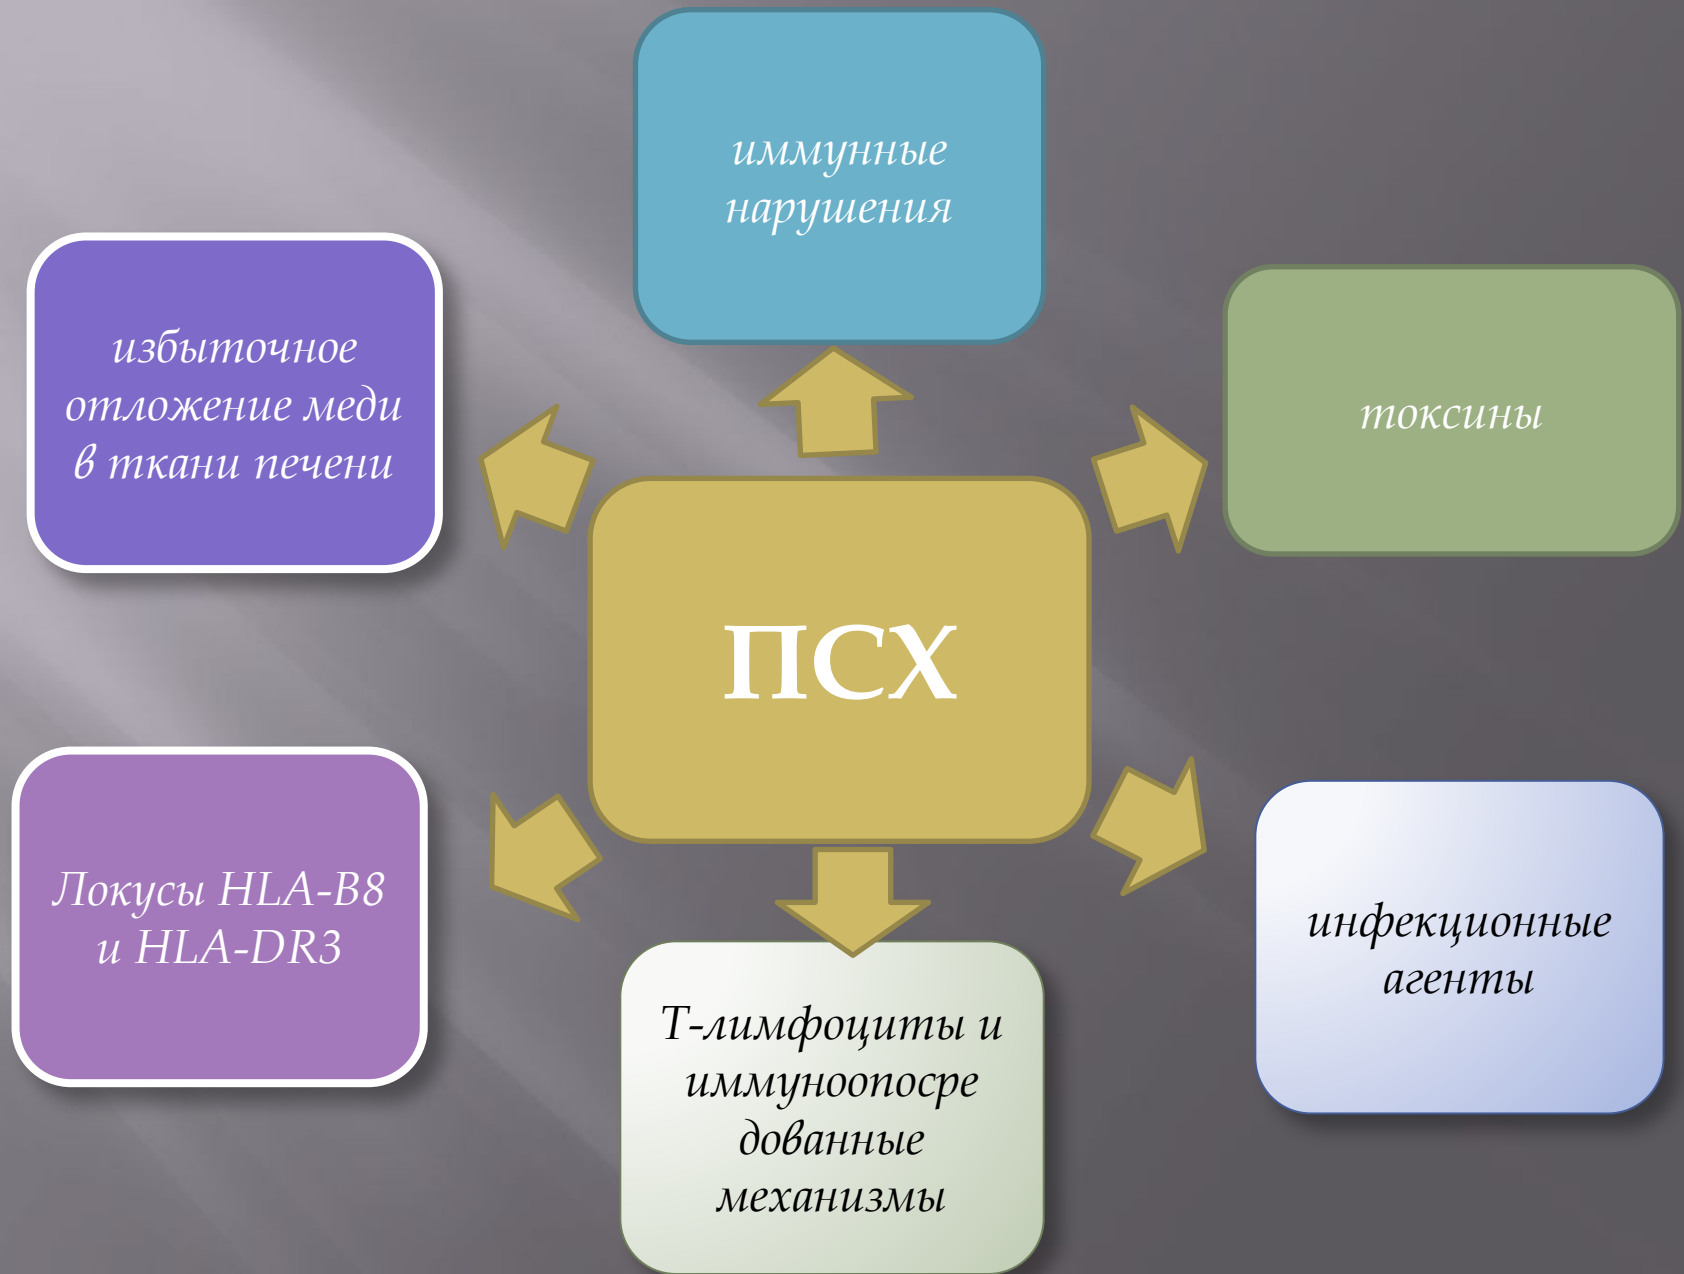 иммунные
нарушения
избыточное
отложение меди
в ткани печени
токсины
ПСХ
Локусы HLA-B8
и HLA-DR3
инфекционные
агенты
Т-лимфоциты и
иммуноопосре
дованные
механизмы